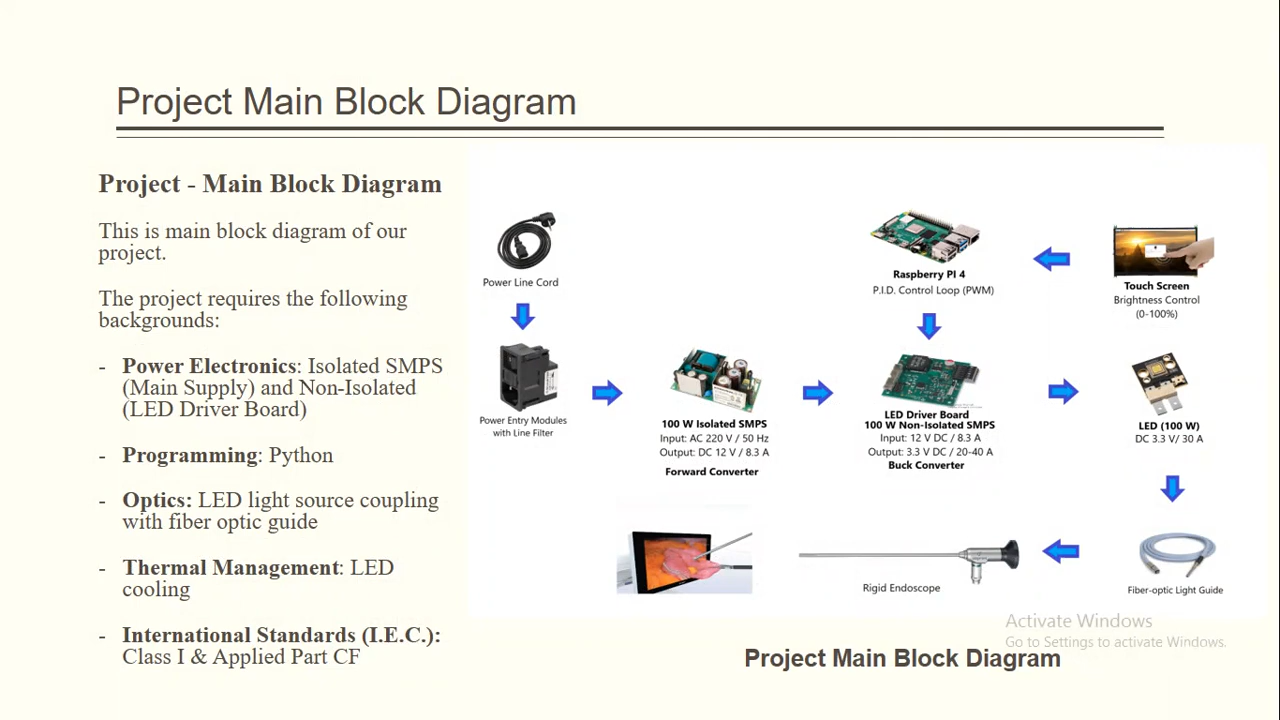 Project Main Block Diagram
Project - Main Block Diagram
This is main block diagram of our
project.
The project requires the following
backgrounds:
- Power Electronics: Isolated SMPS
(Main Supply) and Non-Isolated
(LED Driver Board)
- Programming: Python
- Optics: LED light source coupling
with fiber optic guide
- Thermal Management: LED
cooling
- International Standards (I.E.C.):
Class I & Applied Part CF
Power Line Cord
Raspberry PI 4
P.I.D. Control Loop (PWM)
Touch Screen
Brightness Control
(0-100%)
Power Entry Modules
with Line Filter
100 W Isolated SMPS
Input: AC 220 V / 50 Hz
Output: DC 12 V / 8.3 A
Forward Converter
LED Driver Board
100 W Non-Isolated SMPS
Input: 12 V DC / 8.3 A
Output: 3.3 V DC / 20-40 A
Buck Converter
LED (100 W)
DC 3.3 V/ 30 A
Rigid Endoscope
Fiber-optic Light Guide
Activate Windows
Go to Settings to activate Windows.
Project Main Block Diagram